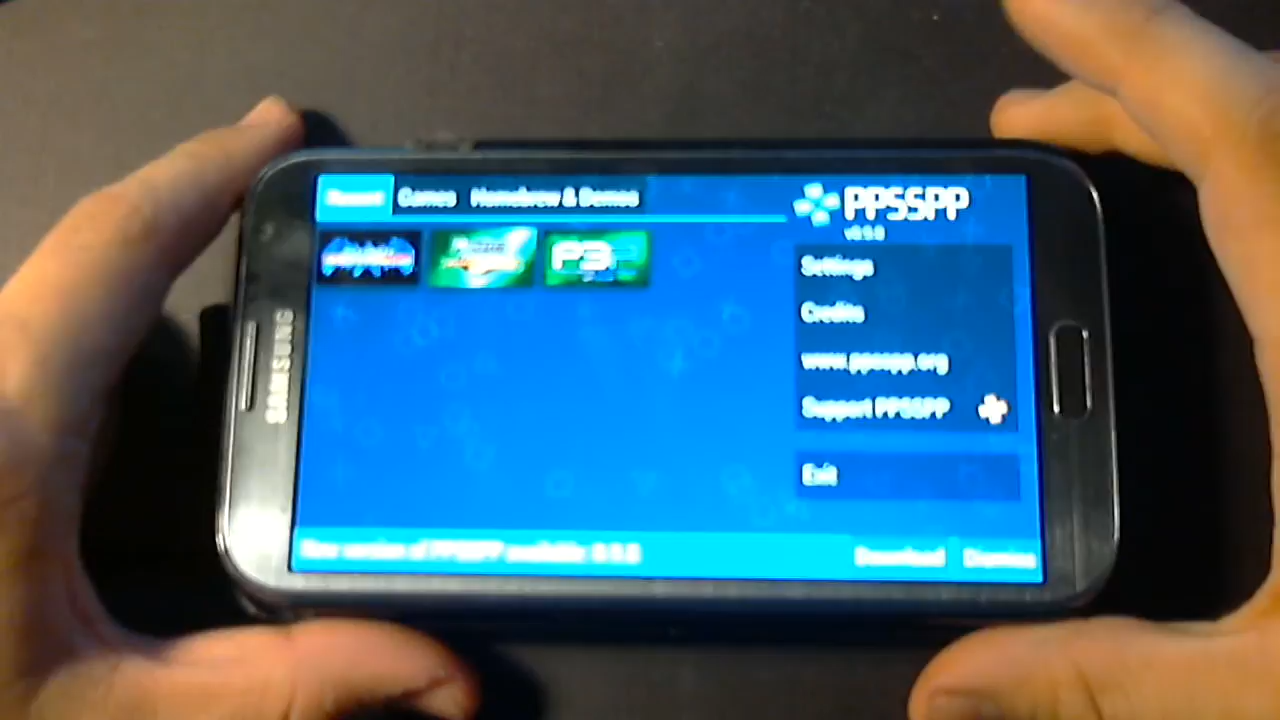 SAMSUNG
Recent Games Homebrew & Demos
PPSSPP
P3P
Settings
Credits
www.ppsspp.org
Support PPSSPP
Exit
New version of PPSSPP available:
Download Dismiss